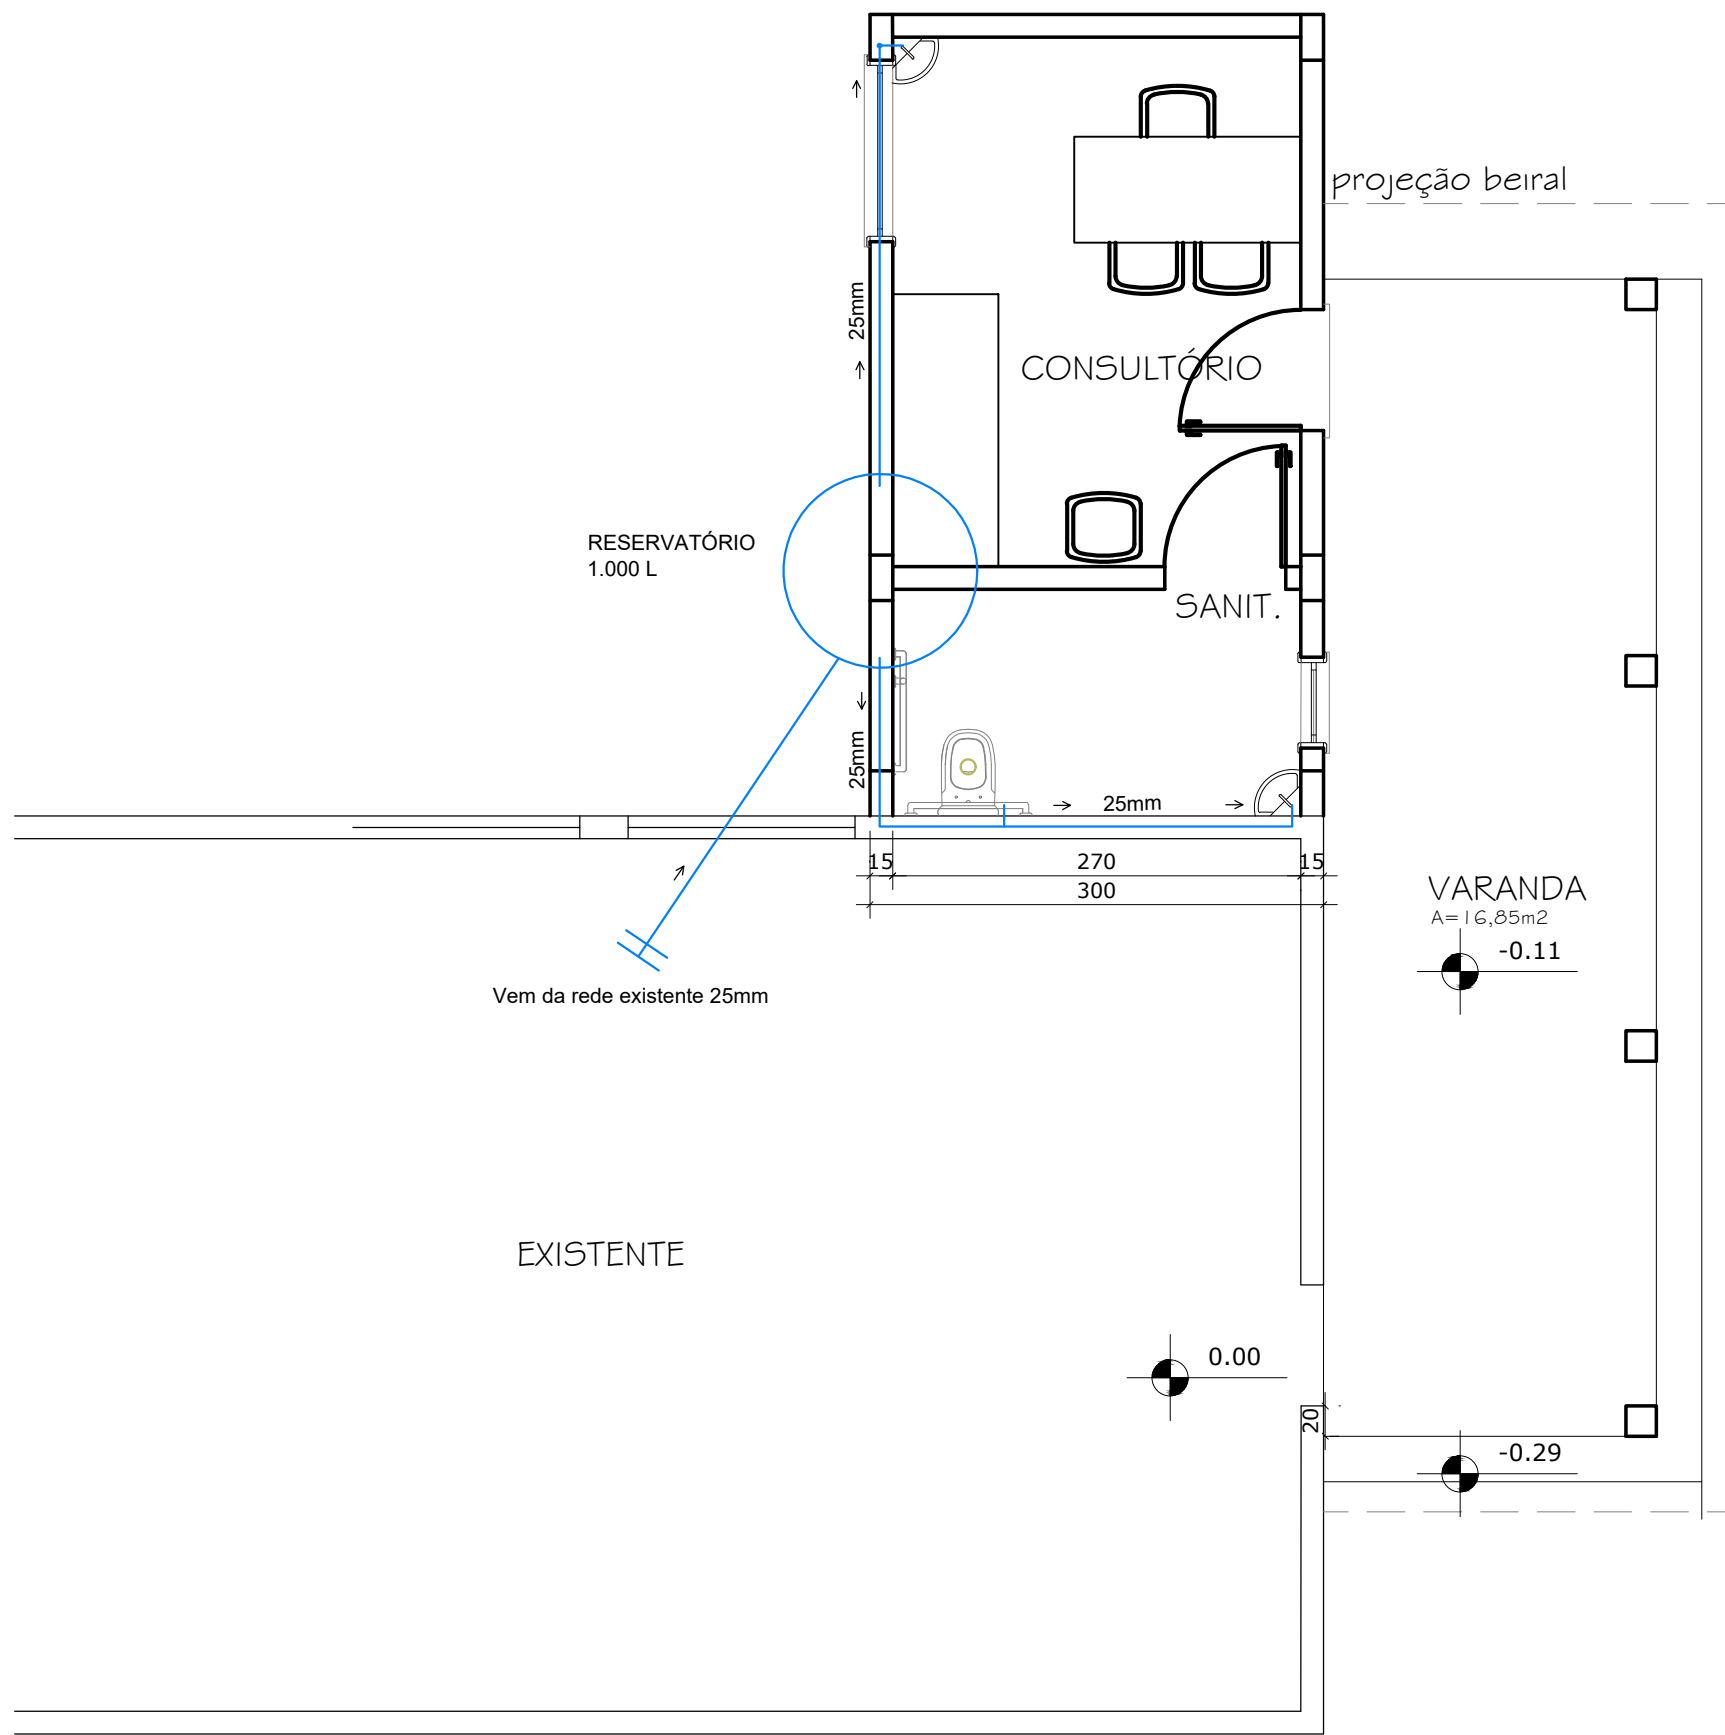 projeção beiral
25mm
CONSULTÓRIO
RESERVATÓRIO
1.000 L
SANIT.
25mm
25mm
15
270
15
300
VARANDA
A=16,85m2
-0.11
Vem da rede existente 25mm
EXISTENTE
0.00
20
-0.29